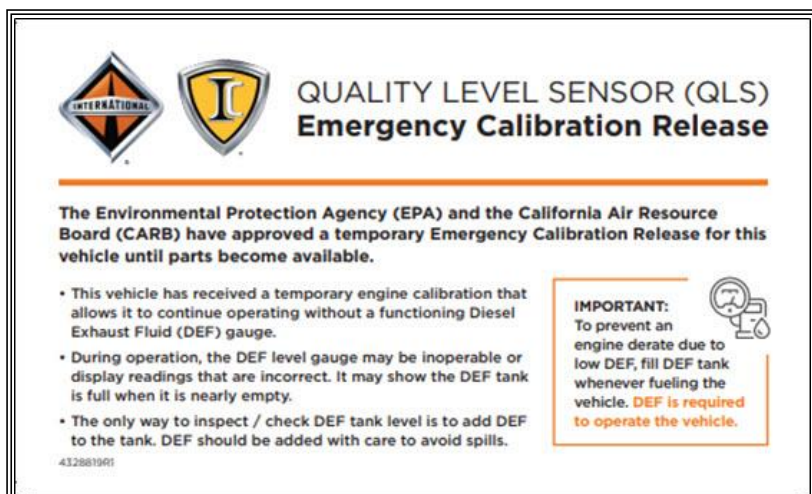 INTERNATIONAL
QUALITY LEVEL SENSOR (QLS)
Emergency Calibration Release
The Environmental Protection Agency (EPA) and the California Air Resource
Board (CARB) have approved a temporary Emergency Calibration Release for this
vehicle until parts become available.
• This vehicle has received a temporary engine calibration that
allows it to continue operating without a functioning Diesel
Exhaust Fluid (DEF) gauge.
• During operation, the DEF level gauge may be inoperable or
display readings that are incorrect. It may show the DEF tank
is full when it is nearly empty.
• The only way to inspect / check DEF tank level is to add DEF
to the tank. DEF should be added with care to avoid spills.
IMPORTANT:
To prevent an
engine derate due to
low DEF, fill DEF tank
whenever fueling the
vehicle. DEF is required
to operate the vehicle.
4328819R1